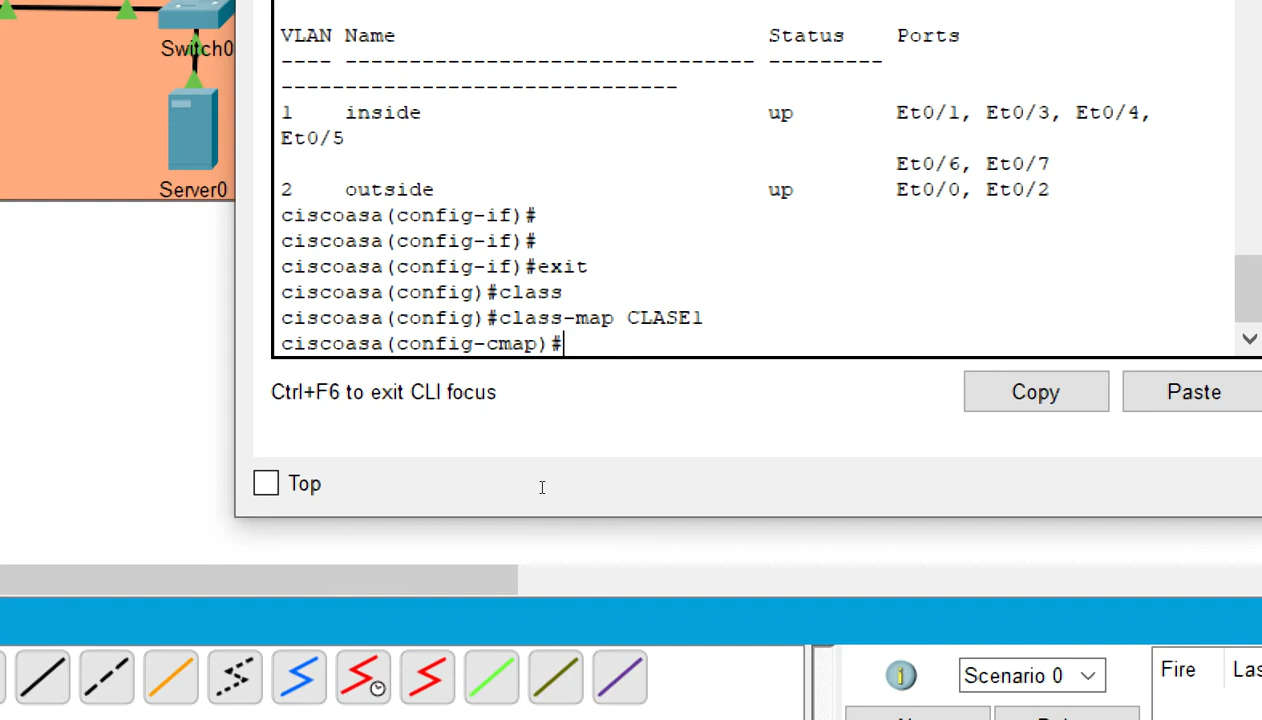 Switch0
Server0
VLAN Name Status Ports
---- -------------------------------- ---------
-------------------------------
1 inside up Et0/1, Et0/3, Et0/4,
Et0/5
Et0/6, Et0/7
2 outside up Et0/0, Et0/2
ciscoasa(config-if)#
ciscoasa(config-if)#
ciscoasa(config-if)#exit
ciscoasa(config)#class
ciscoasa(config)#class-map CLASE1
ciscoasa(config-cmap)#
Ctrl+F6 to exit CLI focus
Copy
Paste
Top
Scenario 0
Fire